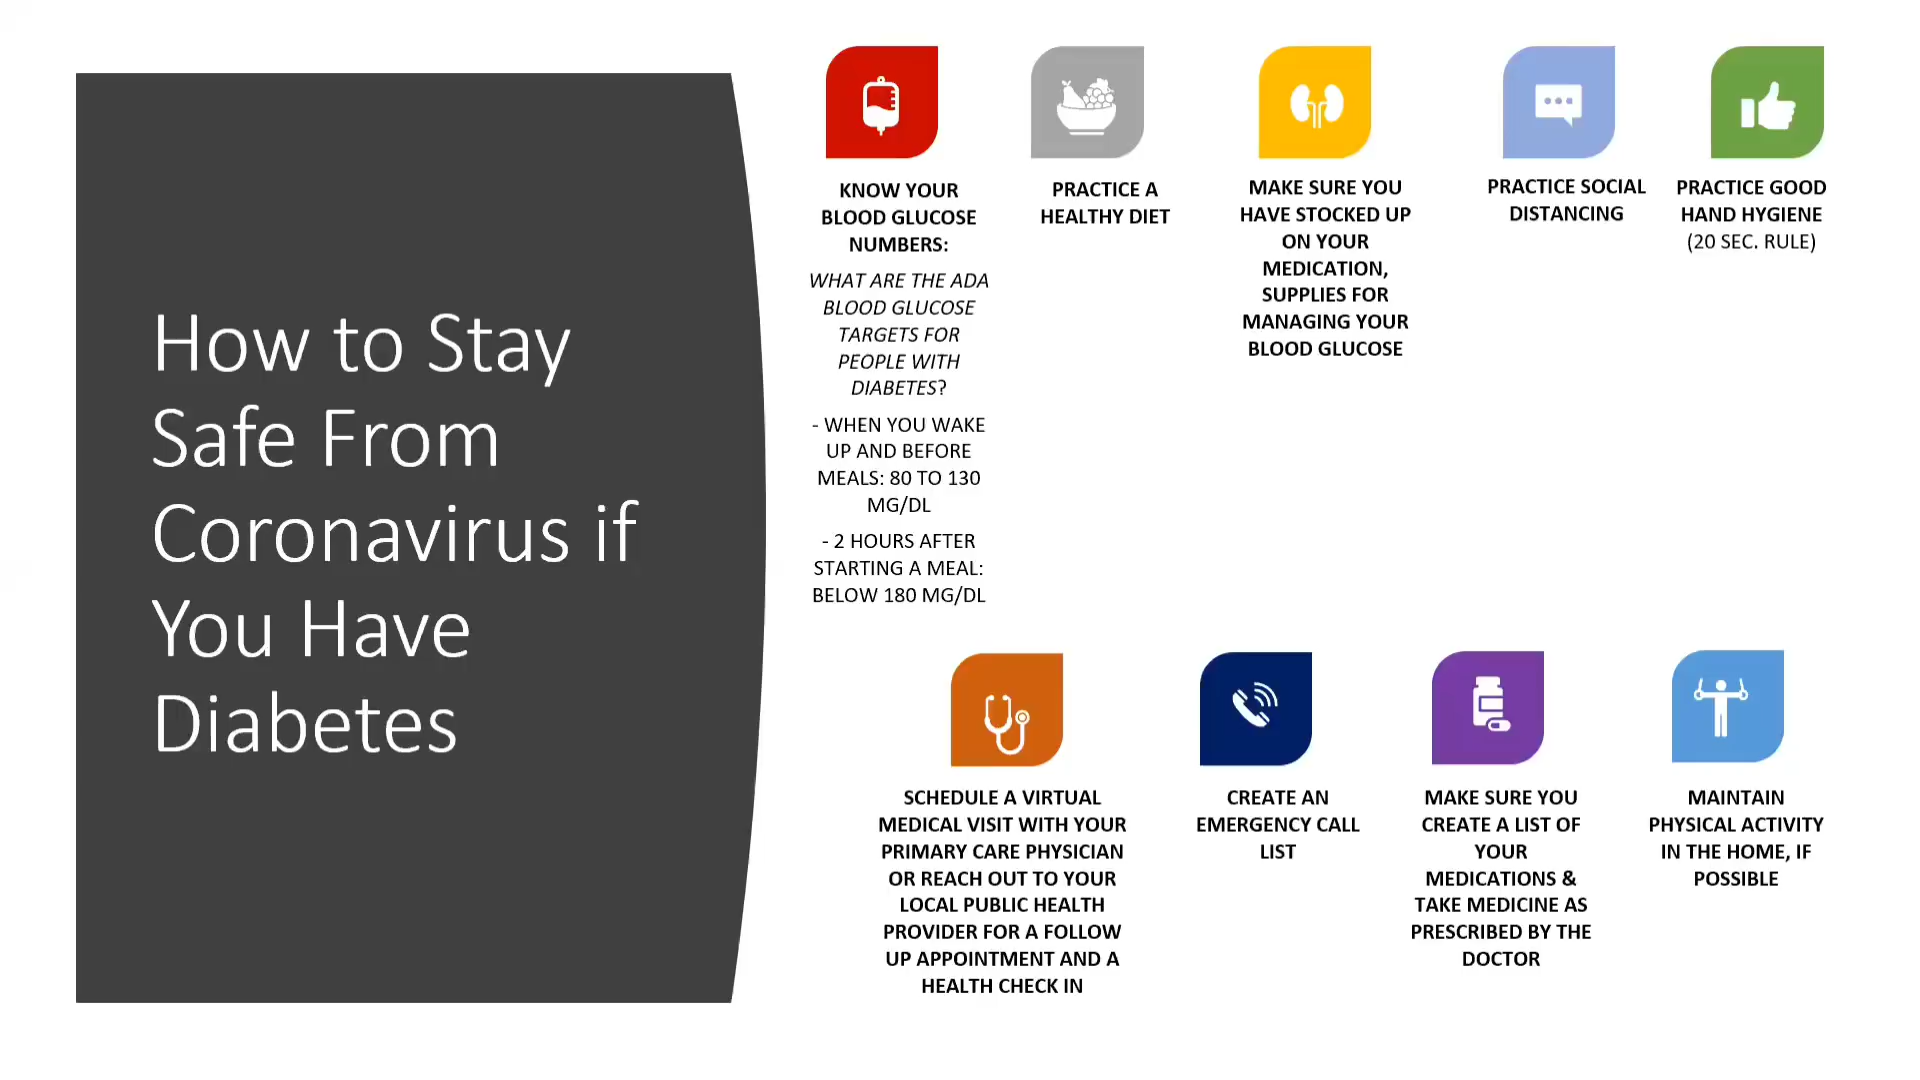 How to Stay
Safe From
Coronavirus if
You Have
Diabetes
KNOW YOUR
BLOOD GLUCOSE
NUMBERS:
WHAT ARE THE ADA
BLOOD GLUCOSE
TARGETS FOR
PEOPLE WITH
DIABETES?
- WHEN YOU WAKE
UP AND BEFORE
MEALS: 80 TO 130
MG/DL
- 2 HOURS AFTER
STARTING A MEAL:
BELOW 180 MG/DL
PRACTICE A
HEALTHY DIET
MAKE SURE YOU
HAVE STOCKED UP
ON YOUR
MEDICATION,
SUPPLIES FOR
MANAGING YOUR
BLOOD GLUCOSE
PRACTICE SOCIAL
DISTANCING
PRACTICE GOOD
HAND HYGIENE
(20 SEC. RULE)
SCHEDULE A VIRTUAL
MEDICAL VISIT WITH YOUR
PRIMARY CARE PHYSICIAN
OR REACH OUT TO YOUR
LOCAL PUBLIC HEALTH
PROVIDER FOR A FOLLOW
UP APPOINTMENT AND A
HEALTH CHECK IN
CREATE AN
EMERGENCY CALL
LIST
MAKE SURE YOU
CREATE A LIST OF
YOUR
MEDICATIONS &
TAKE MEDICINE AS
PRESCRIBED BY THE
DOCTOR
MAINTAIN
PHYSICAL ACTIVITY
IN THE HOME, IF
POSSIBLE